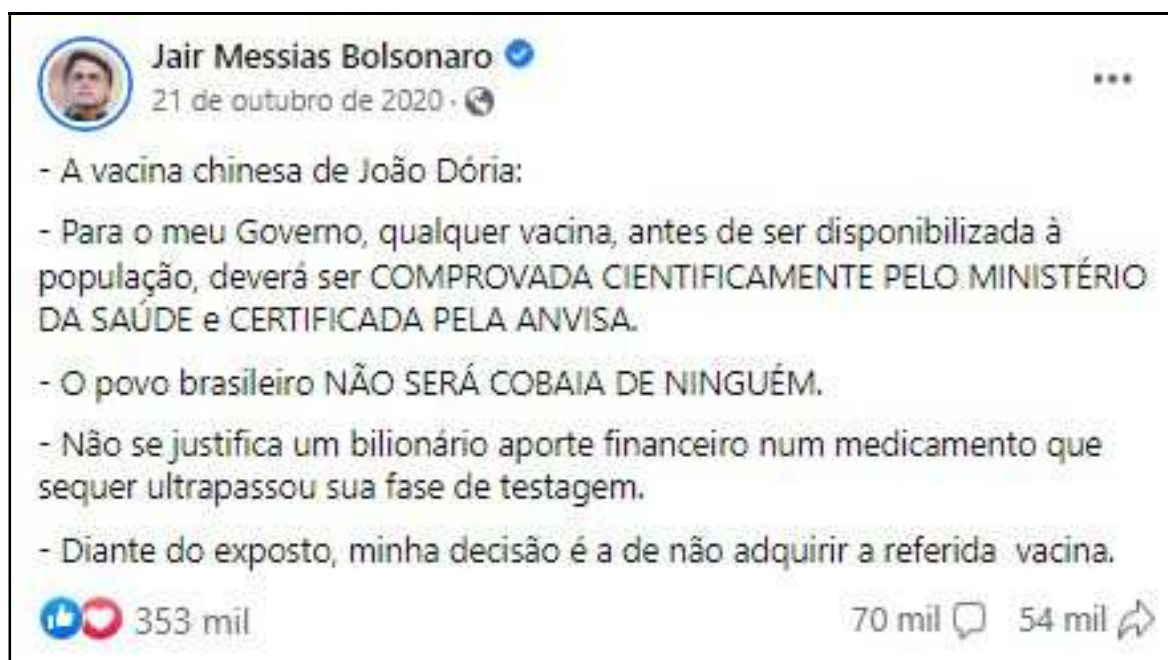 Jair Messias Bolsonaro
21 de outubro de 2020 ·
- A vacina chinesa de João Dória:
- Para o meu Governo, qualquer vacina, antes de ser disponibilizada à
população, deverá ser COMPROVADA CIENTIFICAMENTE PELO MINISTÉRIO
DA SAÚDE e CERTIFICADA PELA ANVISA.
- O povo brasileiro NÃO SERÁ COBAIA DE NINGUÉM.
- Não se justifica um bilionário aporte financeiro num medicamento que
sequer ultrapassou sua fase de testagem.
- Diante do exposto, minha decisão é a de não adquirir a referida vacina.
353 mil 70 mil 54 mil